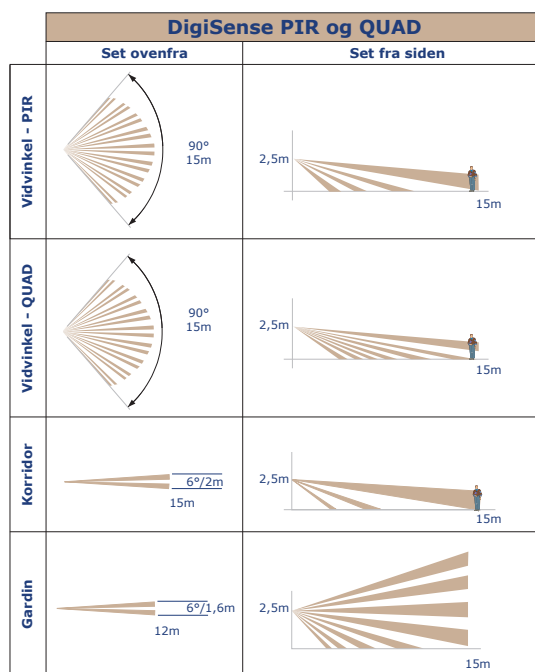 DigiSense PIR og QUAD
Set ovenfra
Set fra siden
Vidvinkel - PIR
90°
15m
2,5m
15m
Vidvinkel - QUAD
90°
15m
2,5m
15m
Korridor
6°/2m
15m
2,5m
15m
Gardin
6°/1,6m
12m
2,5m
15m